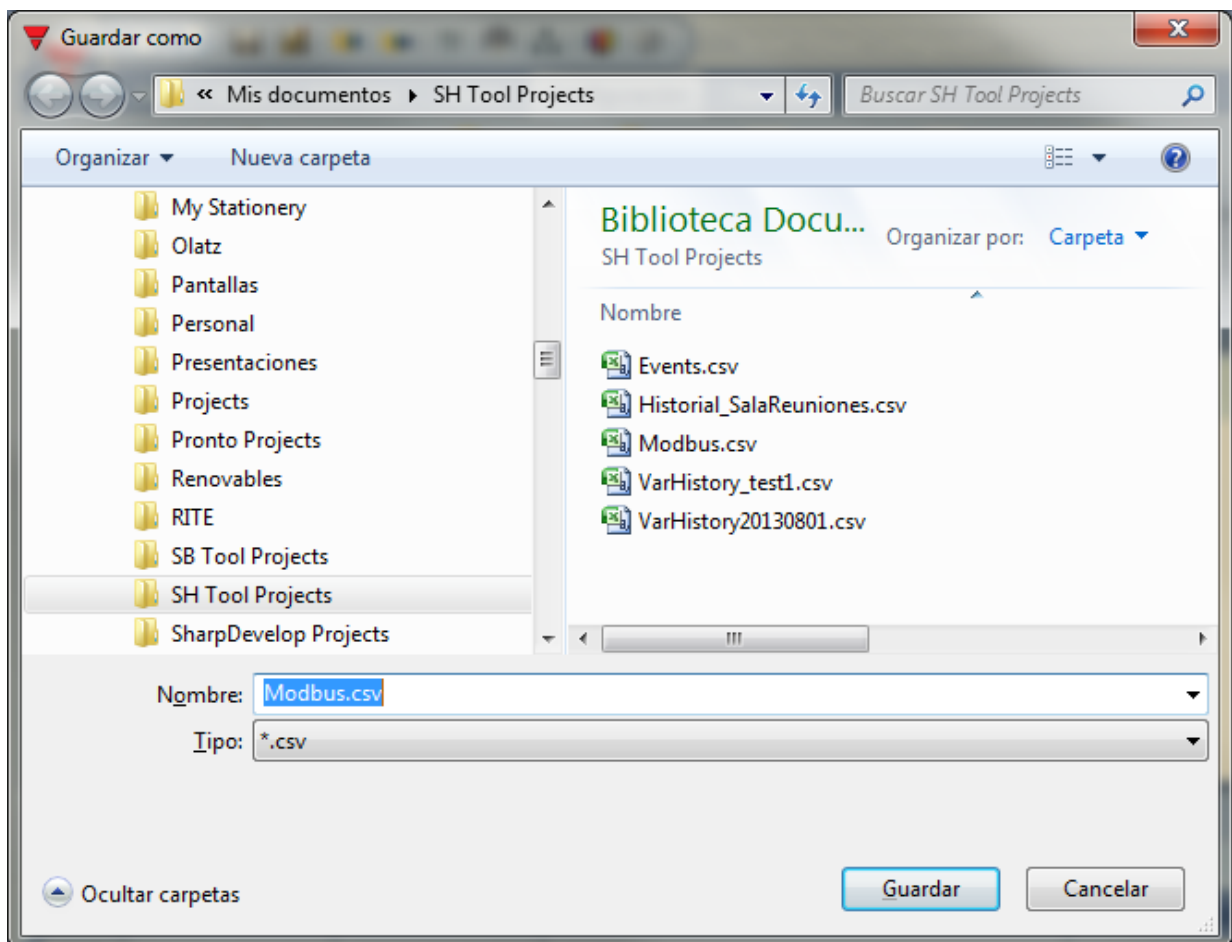 Guardar como
« Mis documentos ▸ SH Tool Projects
Buscar SH Tool Projects
Organizar
Nueva carpeta
My Stationery
Olatz
Pantallas
Personal
Presentaciones
Projects
Pronto Projects
Renovables
RITE
SB Tool Projects
SH Tool Projects
SharpDevelop Projects
Biblioteca Docu...
SH Tool Projects
Organizar por: Carpeta
Nombre
Events.csv
Historial_SalaReuniones.csv
Modbus.csv
VarHistory_test1.csv
VarHistory20130801.csv
Nombre: Modbus.csv
Tipo: *.csv
Ocultar carpetas
Guardar
Cancelar